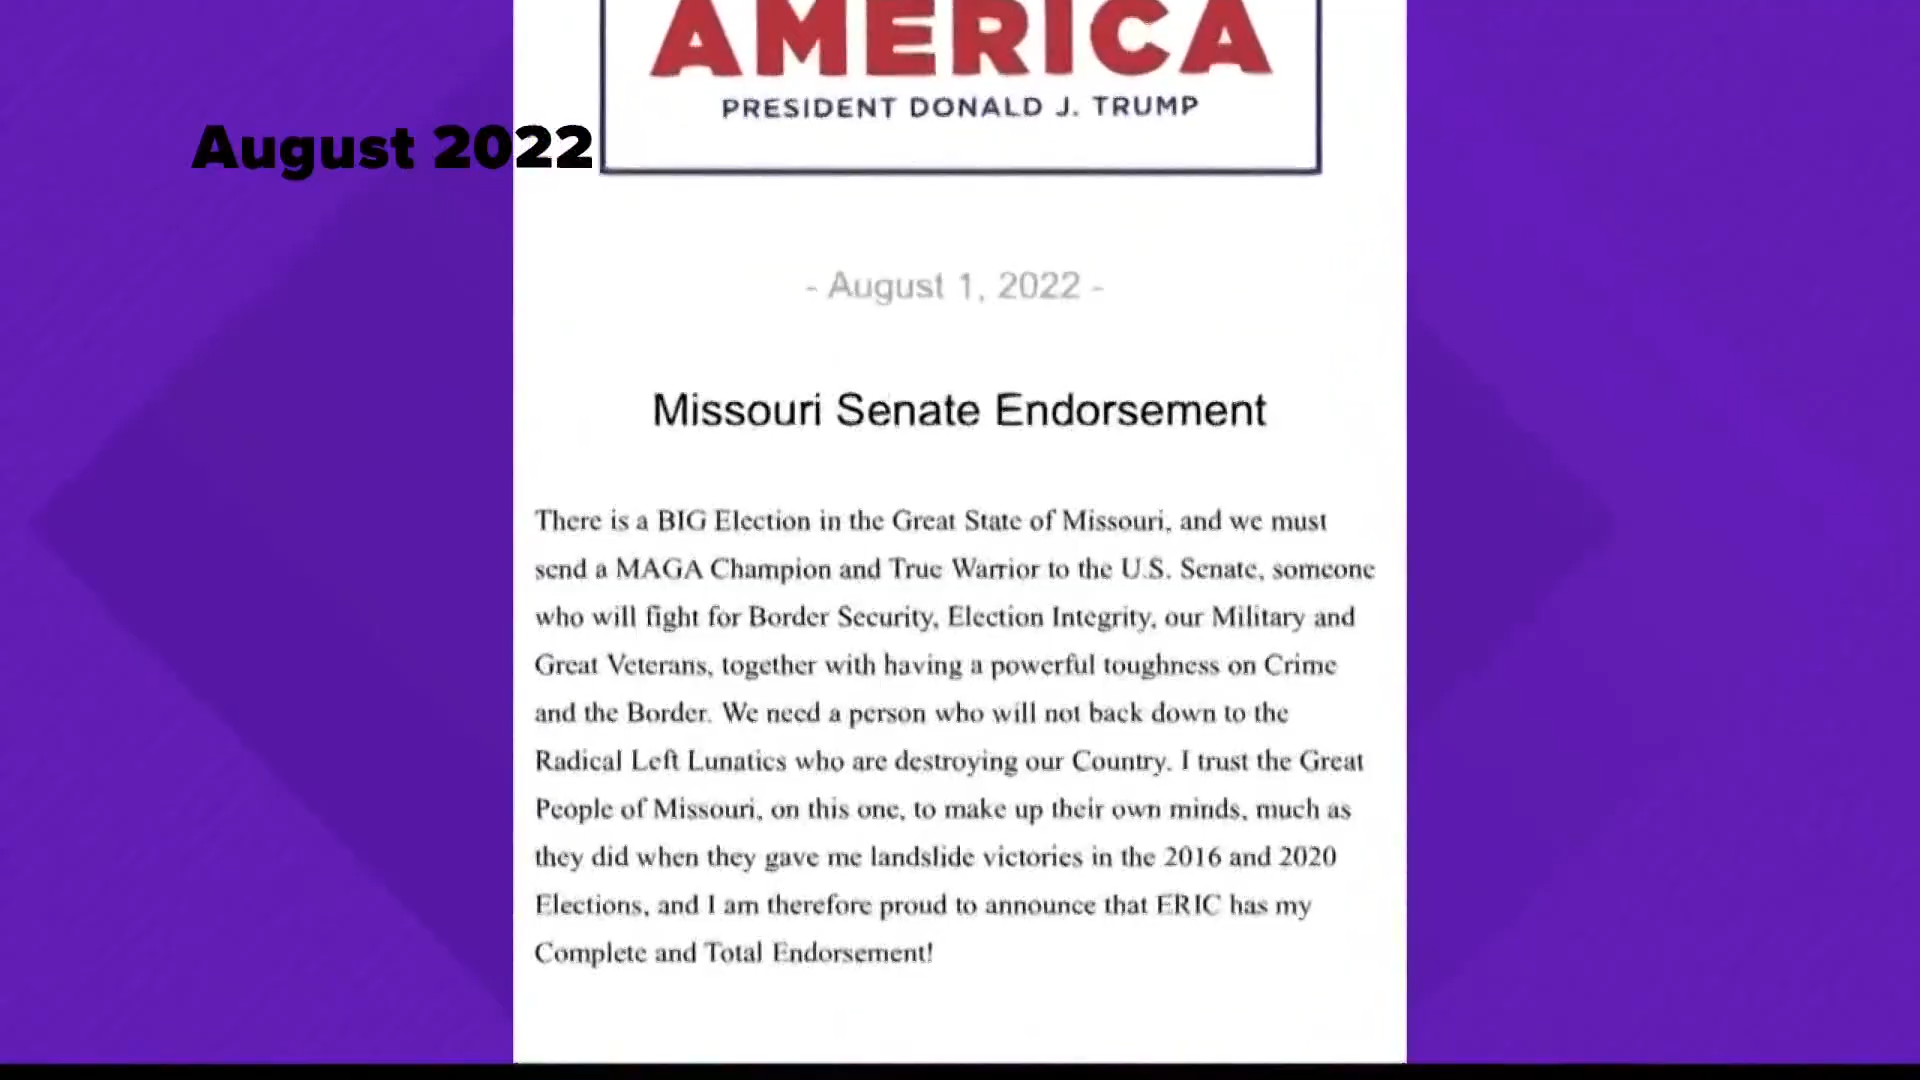 AMERICA
PRESIDENT DONALD J. TRUMP
August 2022
- August 1, 2022 -
Missouri Senate Endorsement
There is a BIG Election in the Great State of Missouri, and we must
send a MAGA Champion and True Warrior to the U.S. Senate, someone
who will fight for Border Security, Election Integrity, our Military and
Great Veterans, together with having a powerful toughness on Crime
and the Border. We need a person who will not back down to the
Radical Left Lunatics who are destroying our Country. I trust the Great
People of Missouri, on this one, to make up their own minds, much as
they did when they gave me landslide victories in the 2016 and 2020
Elections, and I am therefore proud to announce that ERIC has my
Complete and Total Endorsement!